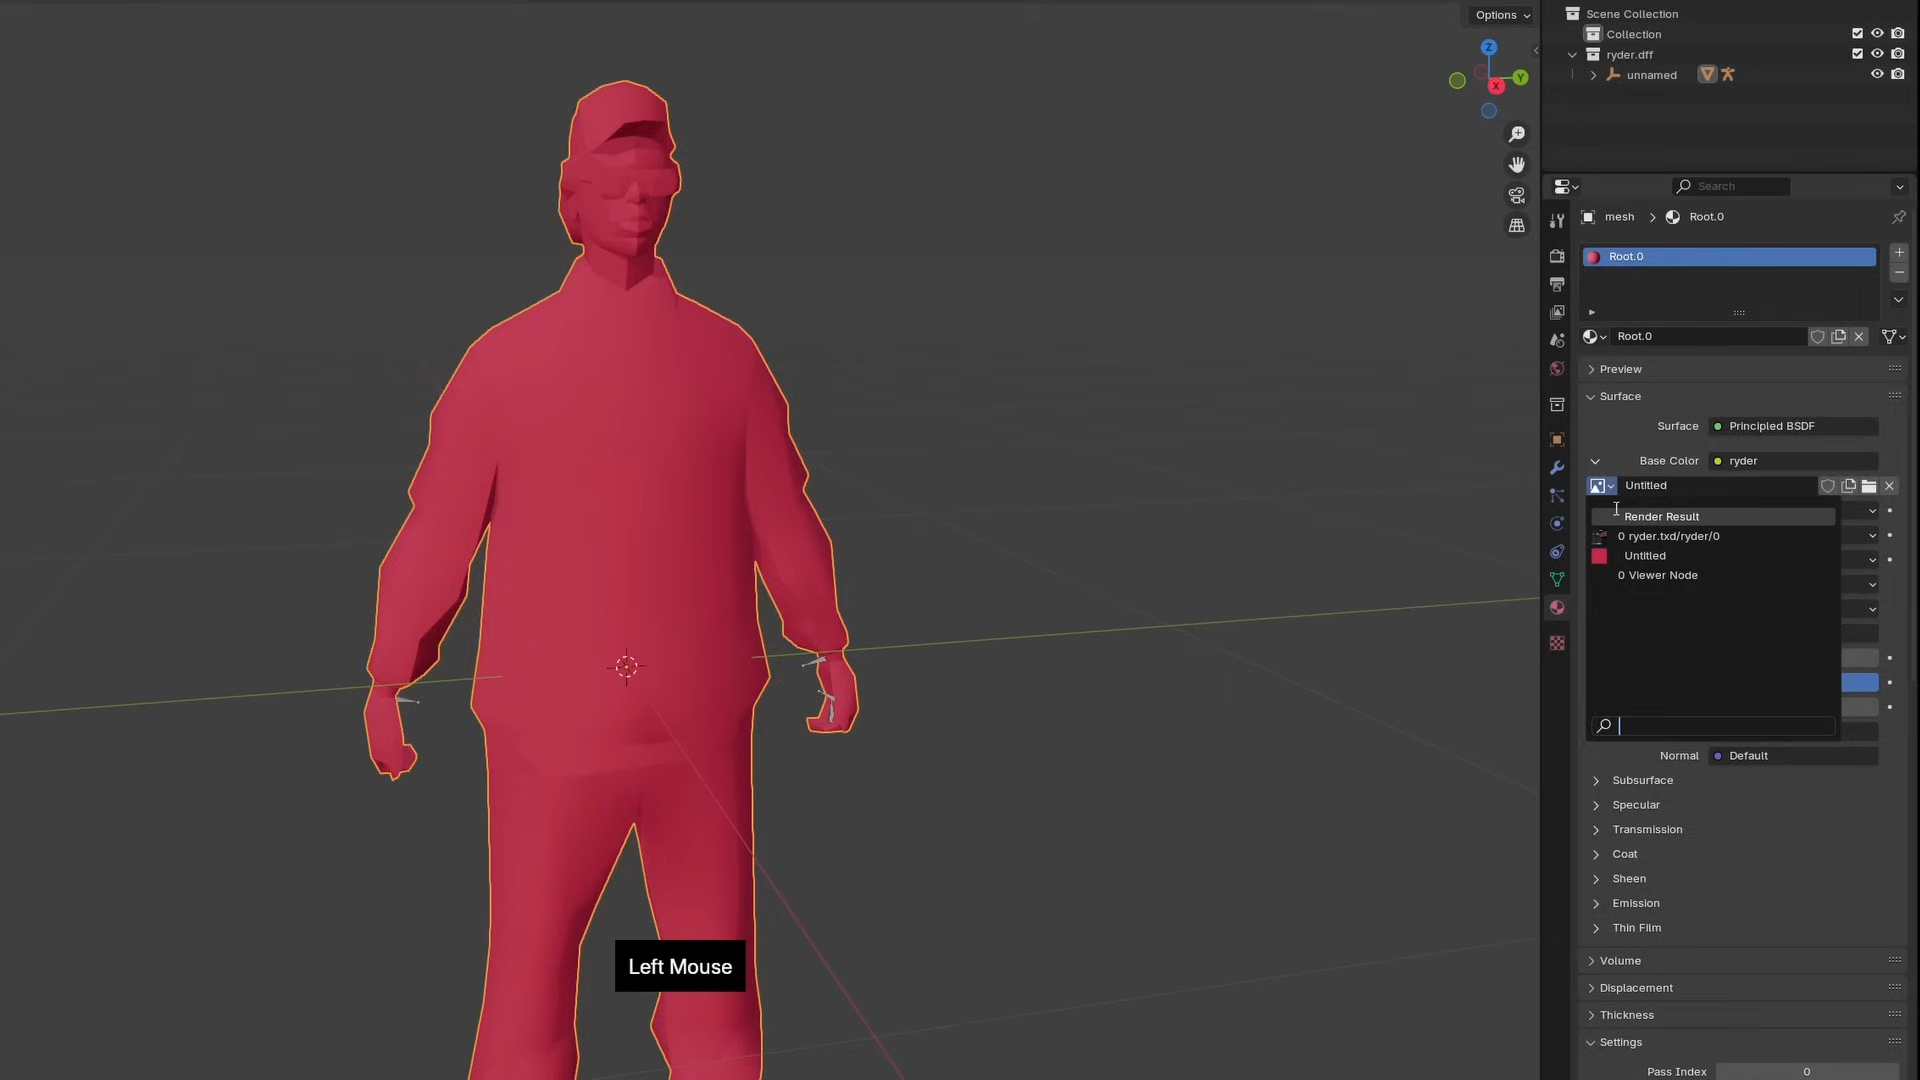 Options
Z
Y
X
Scene Collection
Collection
ryder.dff
unnamed
Search
mesh > Root.0
Root.0
Root.0
Preview
Surface
Surface Principled BSDF
Base Color ryder
Untitled
Render Result
0 ryder.txd/ryder/0
Untitled
0 Viewer Node
Normal Default
Subsurface
Specular
Transmission
Coat
Sheen
Emission
Thin Film
Volume
Displacement
Thickness
Settings
Pass Index 0
Left Mouse